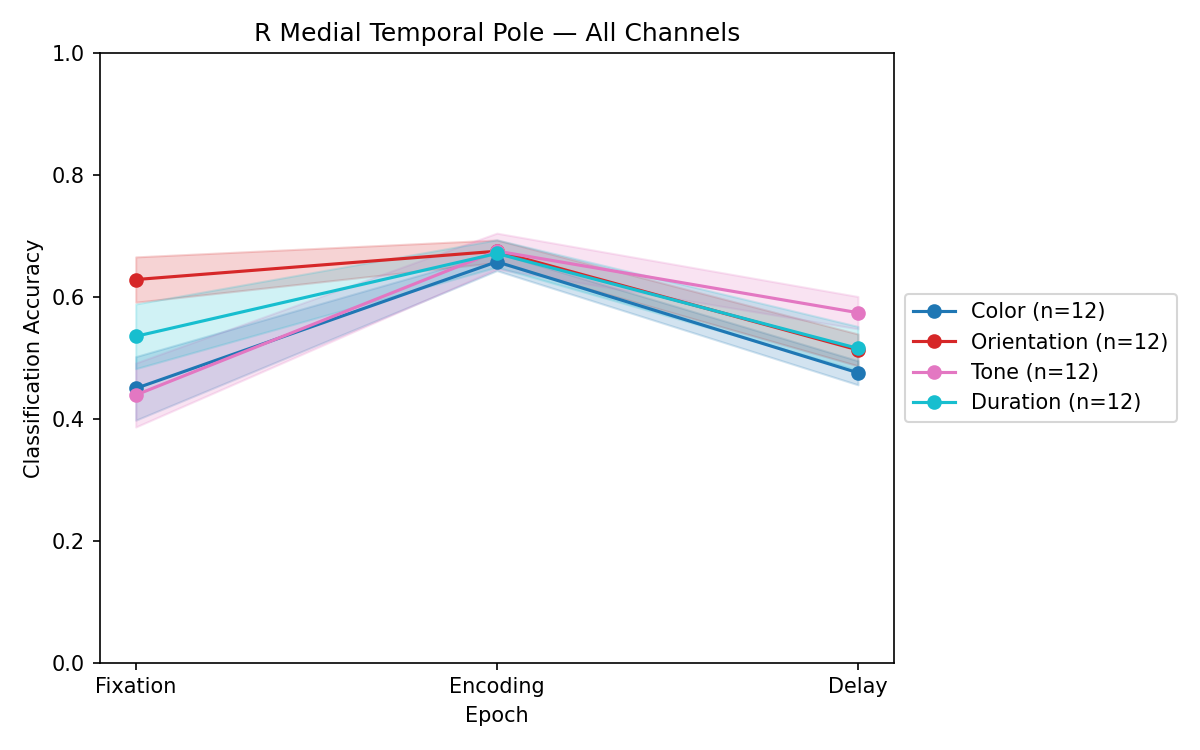 R Medial Temporal Pole — All Channels
Classification Accuracy
1.0
0.8
0.6
0.4
0.2
0.0
Fixation
Encoding
Delay
Epoch
Color (n=12)
Orientation (n=12)
Tone (n=12)
Duration (n=12)